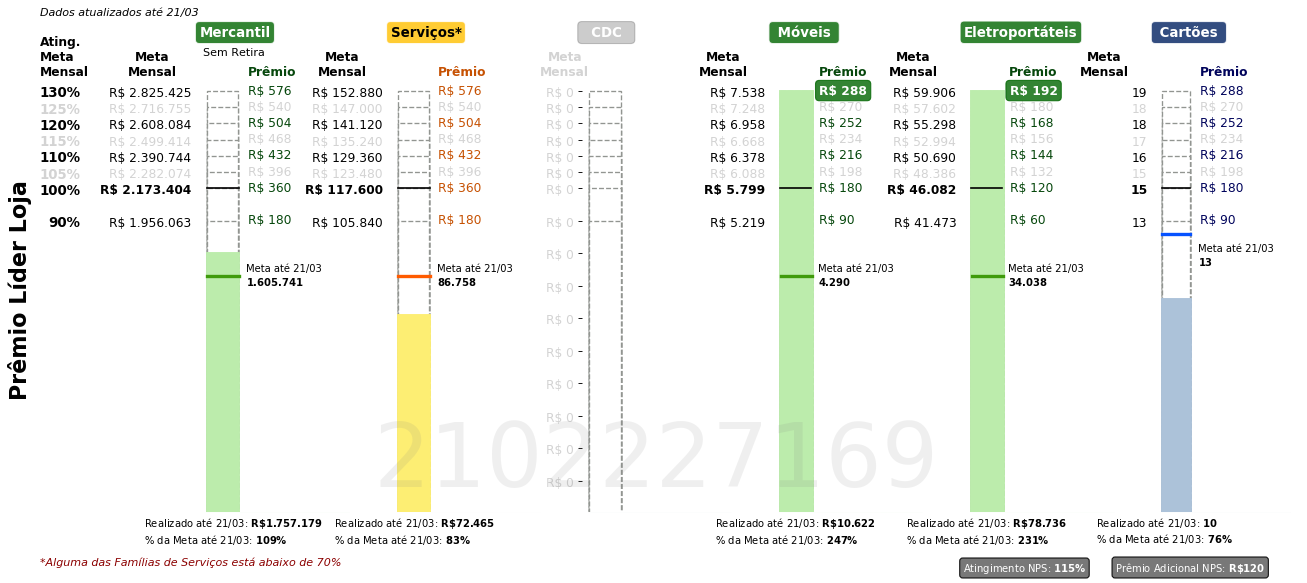 Dados atualizados até 21/03
Mercantil
Serviços*
CDC
Móveis
Eletroportáteis
Cartões
Ating.
Meta
Mensal
Meta
Mensal
Sem Retira
Prêmio
Meta
Mensal
Prêmio
Meta
Mensal
Meta
Mensal
Prêmio
Meta
Mensal
Prêmio
Meta
Mensal
Prêmio
130% R$ 2.825.425 R$ 576 R$ 152.880 R$ 576 R$ 0 R$ 7.538 R$ 288 R$ 59.906 R$ 192 19 R$ 288
125% R$ 2.716.755 R$ 540 R$ 147.000 R$ 540 R$ 0 R$ 7.248 R$ 270 R$ 57.602 R$ 180 18 R$ 270
120% R$ 2.608.084 R$ 504 R$ 141.120 R$ 504 R$ 0 R$ 6.958 R$ 252 R$ 55.298 R$ 168 18 R$ 252
115% R$ 2.499.414 R$ 468 R$ 135.240 R$ 468 R$ 0 R$ 6.668 R$ 234 R$ 52.994 R$ 156 17 R$ 234
110% R$ 2.390.744 R$ 432 R$ 129.360 R$ 432 R$ 0 R$ 6.378 R$ 216 R$ 50.690 R$ 144 16 R$ 216
105% R$ 2.282.074 R$ 396 R$ 123.480 R$ 396 R$ 0 R$ 6.088 R$ 198 R$ 48.386 R$ 132 15 R$ 198
100% R$ 2.173.404 R$ 360 R$ 117.600 R$ 360 R$ 0 R$ 5.799 R$ 180 R$ 46.082 R$ 120 15 R$ 180
90% R$ 1.956.063 R$ 180 R$ 105.840 R$ 180 R$ 0 R$ 5.219 R$ 90 R$ 41.473 R$ 60 13 R$ 90
R$ 0
R$ 0
R$ 0
R$ 0
R$ 0
R$ 0
R$ 0
R$ 0
Prêmio Líder Loja
Meta até 21/03
1.605.741
Meta até 21/03
86.758
Meta até 21/03
4.290
Meta até 21/03
34.038
Meta até 21/03
13
2102227169
Realizado até 21/03: R$1.757.179
% da Meta até 21/03: 109%
Realizado até 21/03: R$72.465
% da Meta até 21/03: 83%
Realizado até 21/03: R$10.622
% da Meta até 21/03: 247%
Realizado até 21/03: R$78.736
% da Meta até 21/03: 231%
Realizado até 21/03: 10
% da Meta até 21/03: 76%
*Alguma das Famílias de Serviços está abaixo de 70%
Atingimento NPS: 115%
Prêmio Adicional NPS: R$120